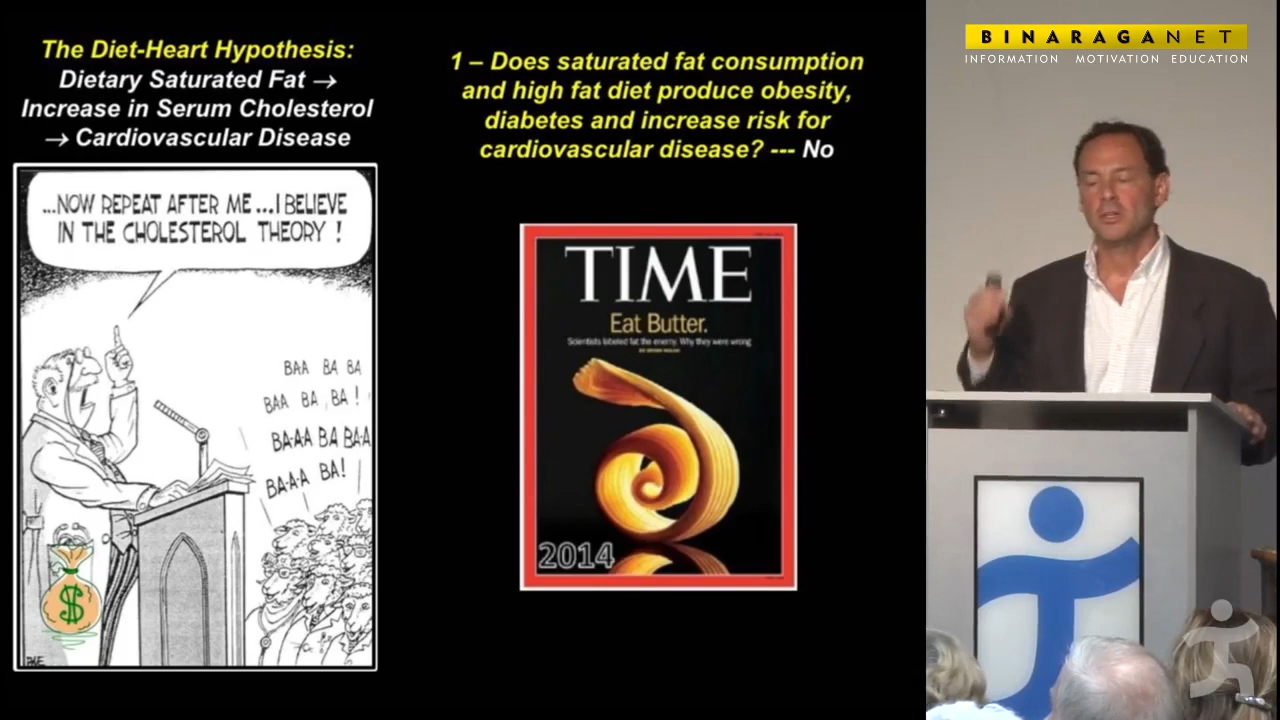 The Diet-Heart Hypothesis:
Dietary Saturated Fat →
Increase in Serum Cholesterol
→ Cardiovascular Disease
...NOW REPEAT AFTER ME...I BELIEVE
IN THE CHOLESTEROL THEORY !
BAA BA BA
BAA BA, BA !
BA-A-A BA BA-A
BA-A-A BA!
$
1 – Does saturated fat consumption
and high fat diet produce obesity,
diabetes and increase risk for
cardiovascular disease? --- No
TIME
Eat Butter.
Scientists labeled fat the enemy. Why they were wrong
BY BRYAN WALSH
2014
BINARAGANET
INFORMATION MOTIVATION EDUCATION